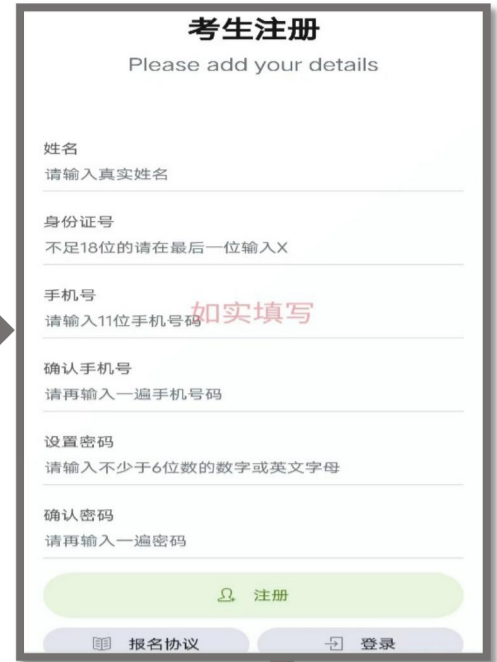 考生注册
Please add your details
姓名
请输入真实姓名
身份证号
不足18位的请在最后一位输入X
手机号
请输入11位手机号码
如实填写
确认手机号
请再输入一遍手机号码
设置密码
请输入不少于6位数的数字或英文字母
确认密码
请再输入一遍密码
注册
报名协议
登录